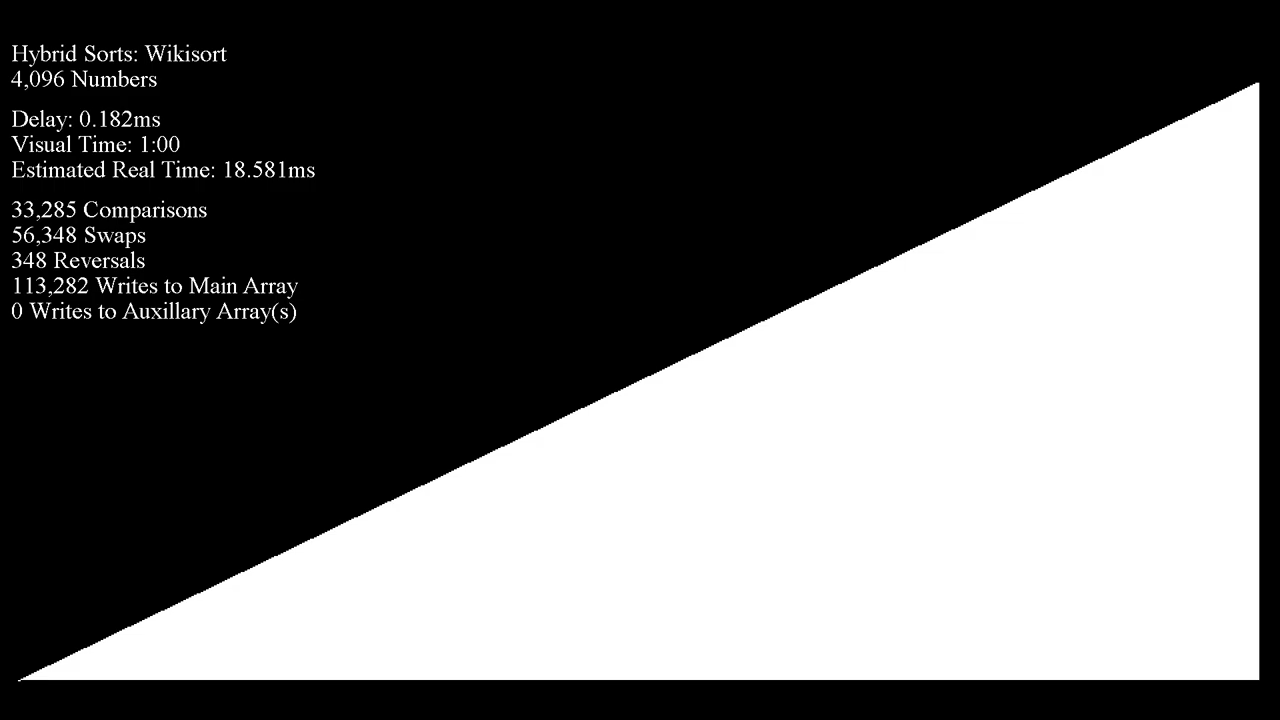 Hybrid Sorts: Wikisort
4,096 Numbers
Delay: 0.182ms
Visual Time: 1:00
Estimated Real Time: 18.581ms
33,285 Comparisons
56,348 Swaps
348 Reversals
113,282 Writes to Main Array
0 Writes to Auxillary Array(s)